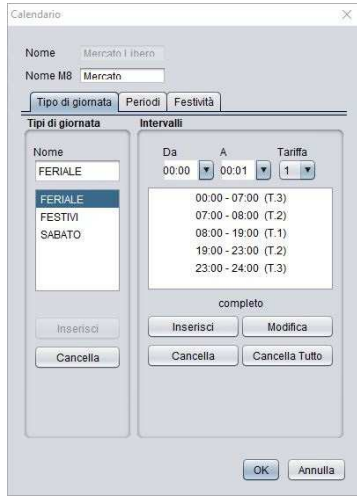 Calendario
Nome Mercato Libero
Nome M8 Mercato
Tipo di giornata Periodi Festività
Tipi di giornata Intervalli
Nome Da A Tariffa
FERIALE 00:00 00:01 1
FERIALE
FESTIVI
SABATO
00:00 - 07:00 (T.3)
07:00 - 08:00 (T.2)
08:00 - 19:00 (T.1)
19:00 - 23:00 (T.2)
23:00 - 24:00 (T.3)
completo
Inserisci Inserisci Modifica
Cancella Cancella Cancella Tutto
OK Annulla